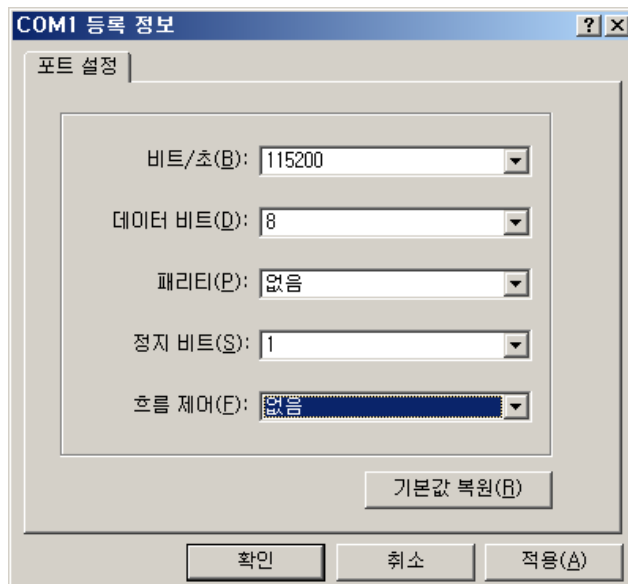 COM1 등록 정보
포트 설정
비트/초(B): 115200
데이터 비트(D): 8
패리티(P): 없음
정지 비트(S): 1
흐름 제어(F): 없음
기본값 복원(R)
확인 취소 적용(A)